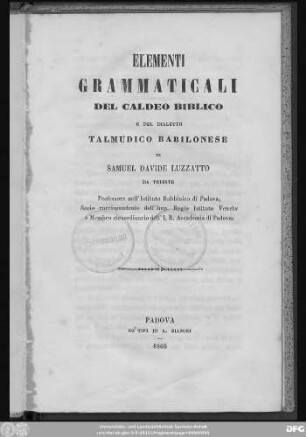 ELEMENTI
GRAMMATICALI
DEL CALDEO BIBLICO
E DEL DIALETTO
TALMUDICO BABILONESE
DI
SAMUEL DAVIDE LUZZATTO
DA TRIESTE
Professore nell'Istituto Rabbinico di Padova,
Socio corrispondente dell'Imp. Regio Istituto Veneto
e Membro straordinario dell'I. R. Accademia di Padova.
PADOVA
CO' TIPI DI A. BIANCHI
1865